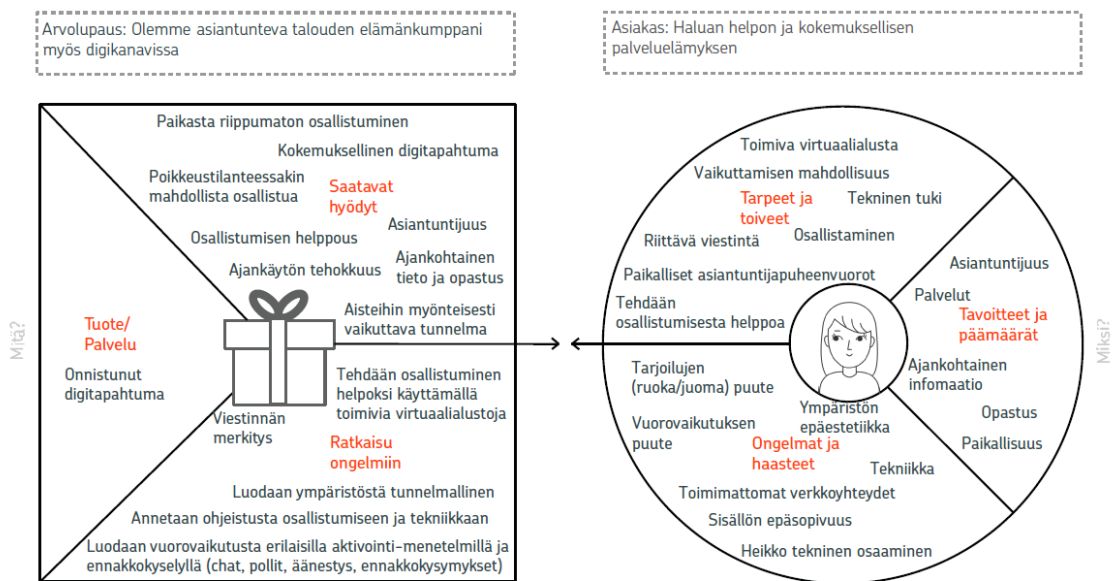 Arvolupaus: Olemme asiantunteva talouden elämänkumppani
myös digikanavissa
Asiakas: Haluan helpon ja kokemuksellisen
palveluelämyksen
Mitä?
Paikasta riippumaton osallistuminen
Kokemuksellinen digitapahtuma
Poikkeustilanteessakin
mahdollista osallistua
Saatavat
hyödyt
Asiantuntijuus
Osallistumisen helppous
Ajankäytön tehokkuus
Ajankohtainen
tieto ja opastus
Aisteihin myönteisesti
vaikuttava tunnelma
Tuote/
Palvelu
Onnistunut
digitapahtuma
Tehdään osallistuminen
helpoksi käyttämällä
toimivia virtuaalialustoja
Viestinnän
merkitys
Ratkaisu
ongelmiin
Luodaan ympäristöstä tunnelmallinen
Annetaan ohjeistusta osallistumiseen ja tekniikkaan
Luodaan vuorovaikutusta erilaisilla aktivointi-menetelmillä ja
ennakkokyselyllä (chat, pollit, äänestys, ennakkokysymykset)
Toimiva virtuaalialusta
Vaikuttamisen mahdollisuus
Tarpeet ja
toiveet
Tekninen tuki
Riittävä viestintä
Osallistaminen
Paikalliset asiantuntijapuheenvuorot
Tehdään
osallistumisesta helppoa
Asiantuntijuus
Palvelut
Tavoitteet ja
päämäärät
Ajankohtainen
infomaatio
Opastus
Paikallisuus
Miksi?
Tarjoilujen
(ruoka/juoma) puute
Ympäristön
epäestetiikka
Vuorovaikutuksen
puute
Ongelmat ja
haasteet
Tekniikka
Toimimattomat verkkoyhteydet
Sisällön epäsopivuus
Heikko tekninen osaaminen